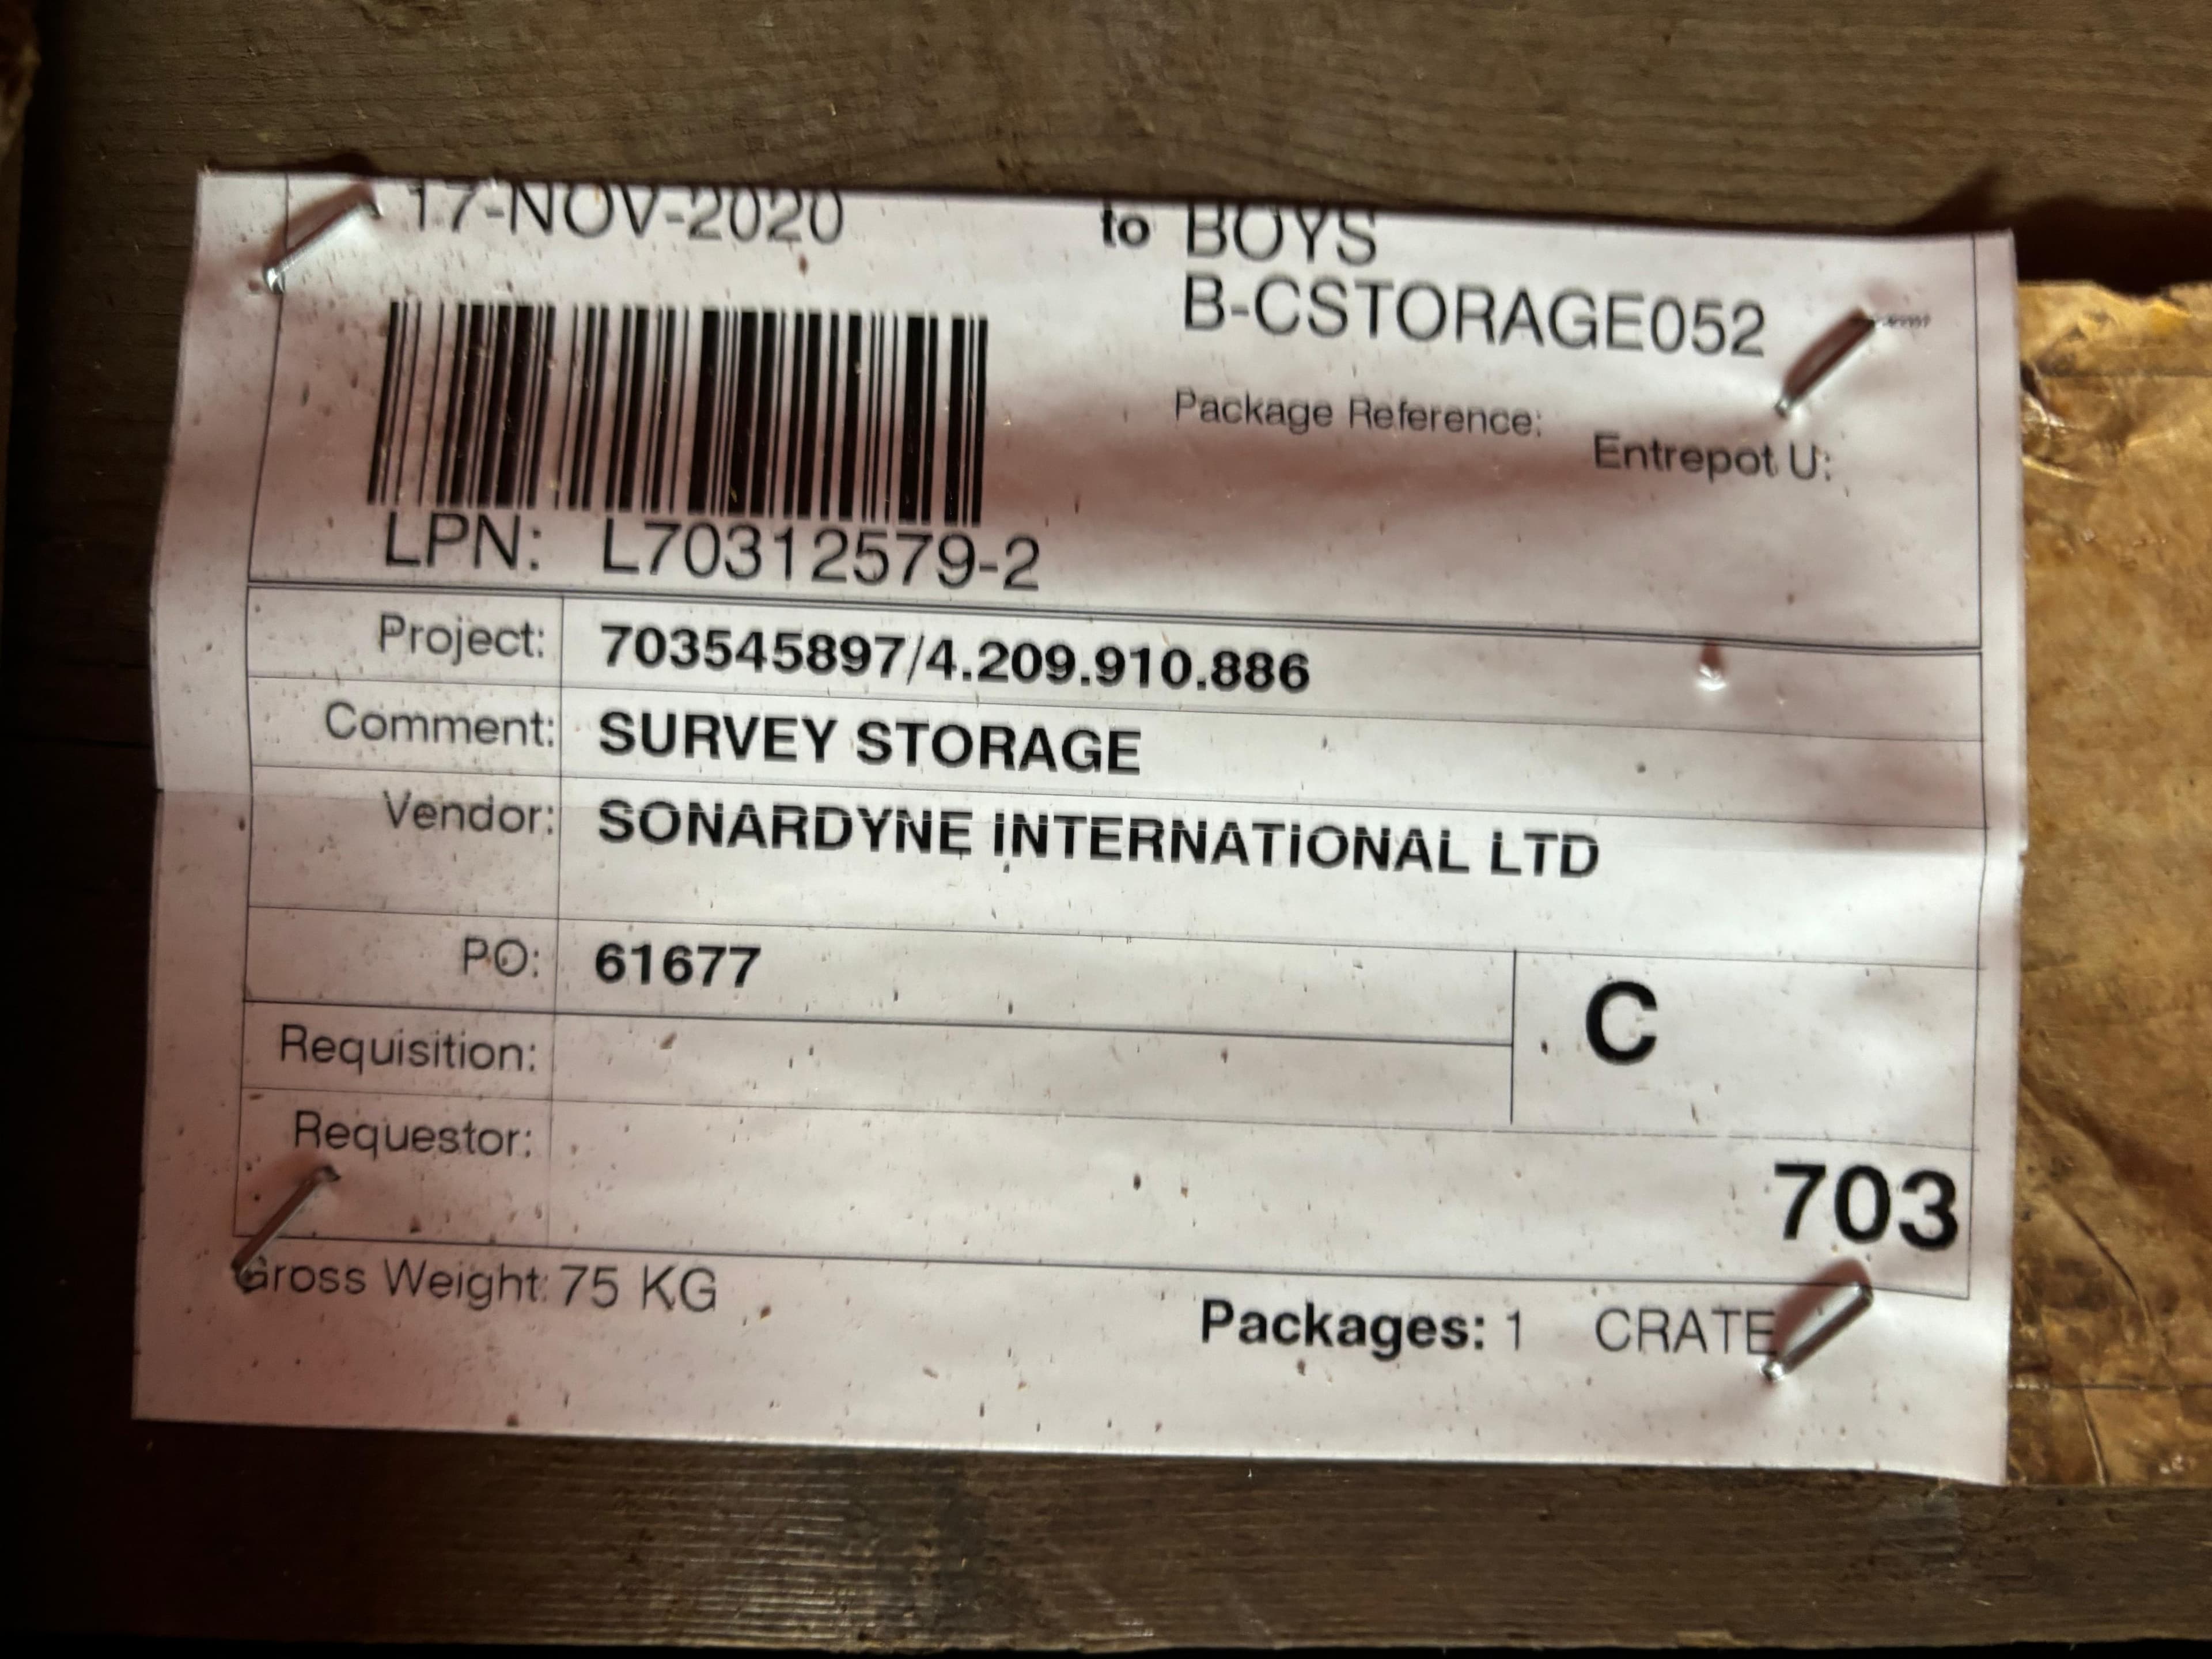 17-NOV-2020 to BOYS
B-CSTORAGE052
Package Reference:
Entrepot U:
LPN: L70312579-2
Project: 703545897/4.209.910.886
Comment: SURVEY STORAGE
Vendor: SONARDYNE INTERNATIONAL LTD
PO: 61677
C
Requisition:
Requestor:
703
Gross Weight: 75 KG
Packages: 1 CRATE